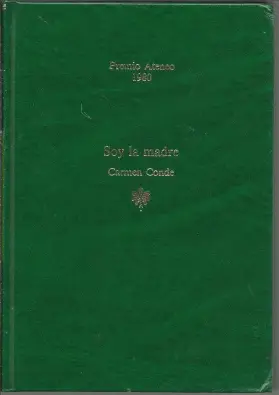 Premio Ateneo
1980
Soy la madre
Carmen Conde